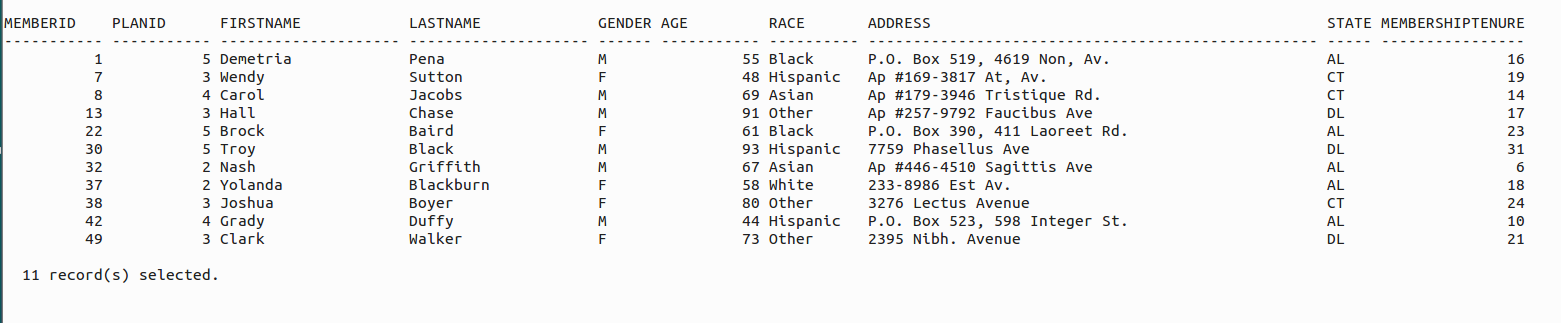 MEMBERID PLANID FIRSTNAME LASTNAME GENDER AGE RACE ADDRESS STATE MEMBERSHIPTENURE
----------- ----------- -------------------- -------------------- ------ ----------- ---------- -------------------------------------------------- ----- ----------------
1 5 Demetria Pena M 55 Black P.O. Box 519, 4619 Non, Av. AL 16
7 3 Wendy Sutton F 48 Hispanic Ap #169-3817 At, Av. CT 19
8 4 Carol Jacobs M 69 Asian Ap #179-3946 Tristique Rd. CT 14
13 3 Hall Chase M 91 Other Ap #257-9792 Faucibus Ave DL 17
22 5 Brock Baird F 61 Black P.O. Box 390, 411 Laoreet Rd. AL 23
30 5 Troy Black M 93 Hispanic 7759 Phasellus Ave DL 31
32 2 Nash Griffith M 67 Asian Ap #446-4510 Sagittis Ave AL 6
37 2 Yolanda Blackburn F 58 White 233-8986 Est Av. AL 18
38 3 Joshua Boyer F 80 Other 3276 Lectus Avenue CT 24
42 4 Grady Duffy M 44 Hispanic P.O. Box 523, 598 Integer St. AL 10
49 3 Clark Walker F 73 Other 2395 Nibh. Avenue DL 21
11 record(s) selected.